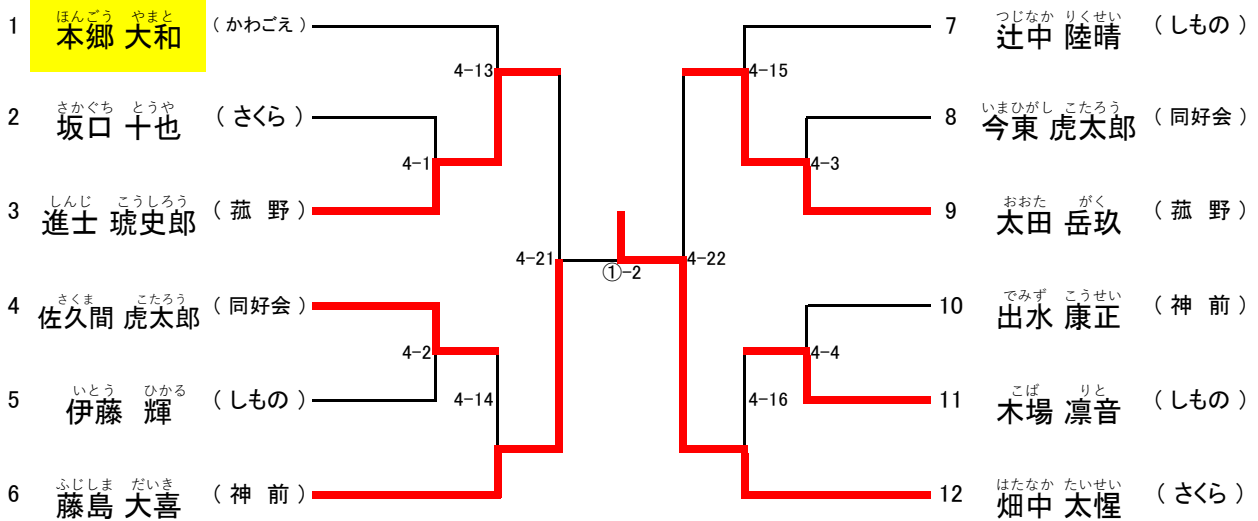 ほんごう やまと
1 本郷 大和 （かわごえ）
4-13
さかぐち とうや
2 坂口 十也 （さくら）
4-1
しんじ こうしろう
3 進士 琥史郎 （菰 野）
4-21
さくま こたろう
4 佐久間 虎太郎 （同好会）
4-2
いとう ひかる
5 伊藤 輝 （しもの）
4-14
ふじしま だいき
6 藤島 大喜 （神 前）
①-2
つじなか りくせい
7 辻中 陸晴 （しもの）
4-15
いまひがし こたろう
8 今東 虎太郎 （同好会）
4-3
おおた がく
9 太田 岳玖 （菰 野）
4-22
でみず こうせい
10 出水 康正 （神 前）
4-4
こば りと
11 木場 凛音 （しもの）
4-16
はたなか たいせい
12 畑中 太惺 （さくら）